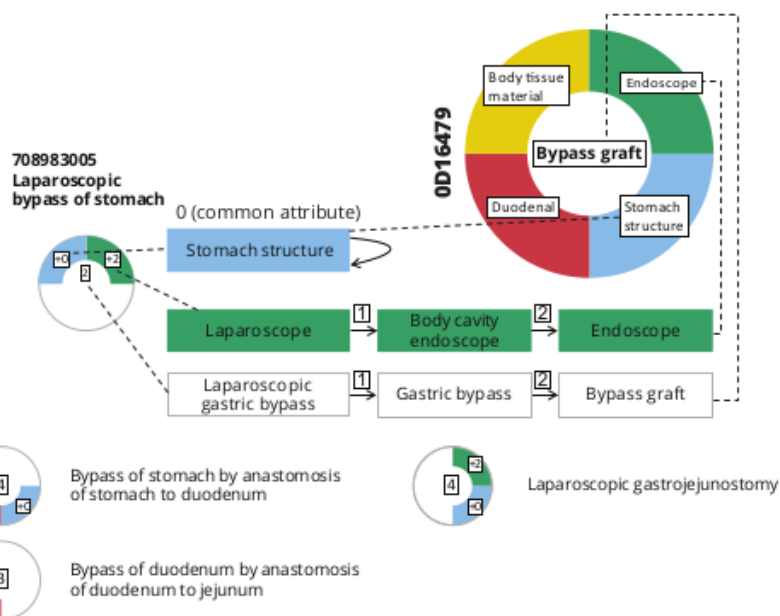 Body tissue
material
Endoscope
0D16479
Bypass graft
Duodenal
Stomach
structure
708983005
Laparoscopic
bypass of stomach
0 (common attribute)
+0
+2
2
Stomach structure
1
2
Laparoscope
Body cavity
endoscope
Endoscope
1
2
Laparoscopic
gastric bypass
Gastric bypass
Bypass graft
4
+0
Bypass of stomach by anastomosis
of stomach to duodenum
+2
4
+0
Laparoscopic gastrojejunostomy
Bypass of duodenum by anastomosis
of duodenum to jejunum